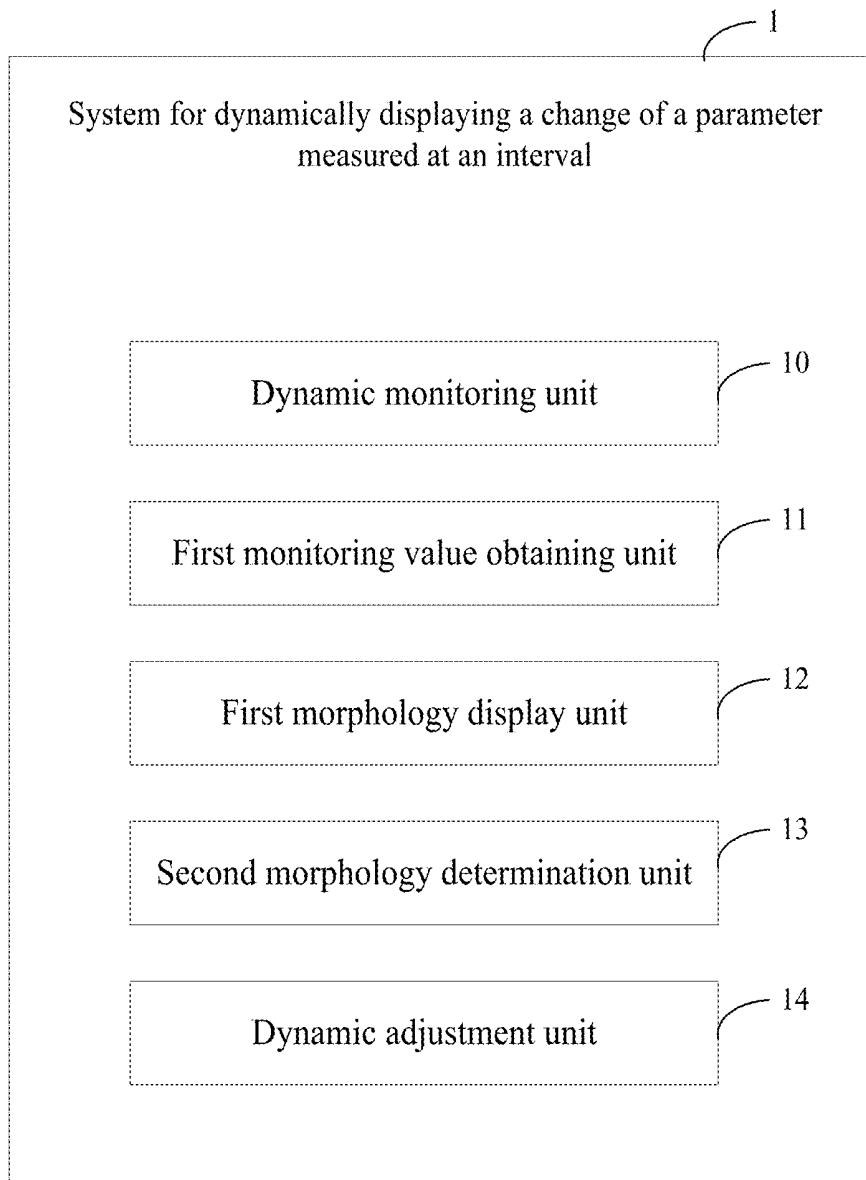 1
System for dynamically displaying a change of a parameter
measured at an interval
10
Dynamic monitoring unit
11
First monitoring value obtaining unit
12
First morphology display unit
13
Second morphology determination unit
14
Dynamic adjustment unit